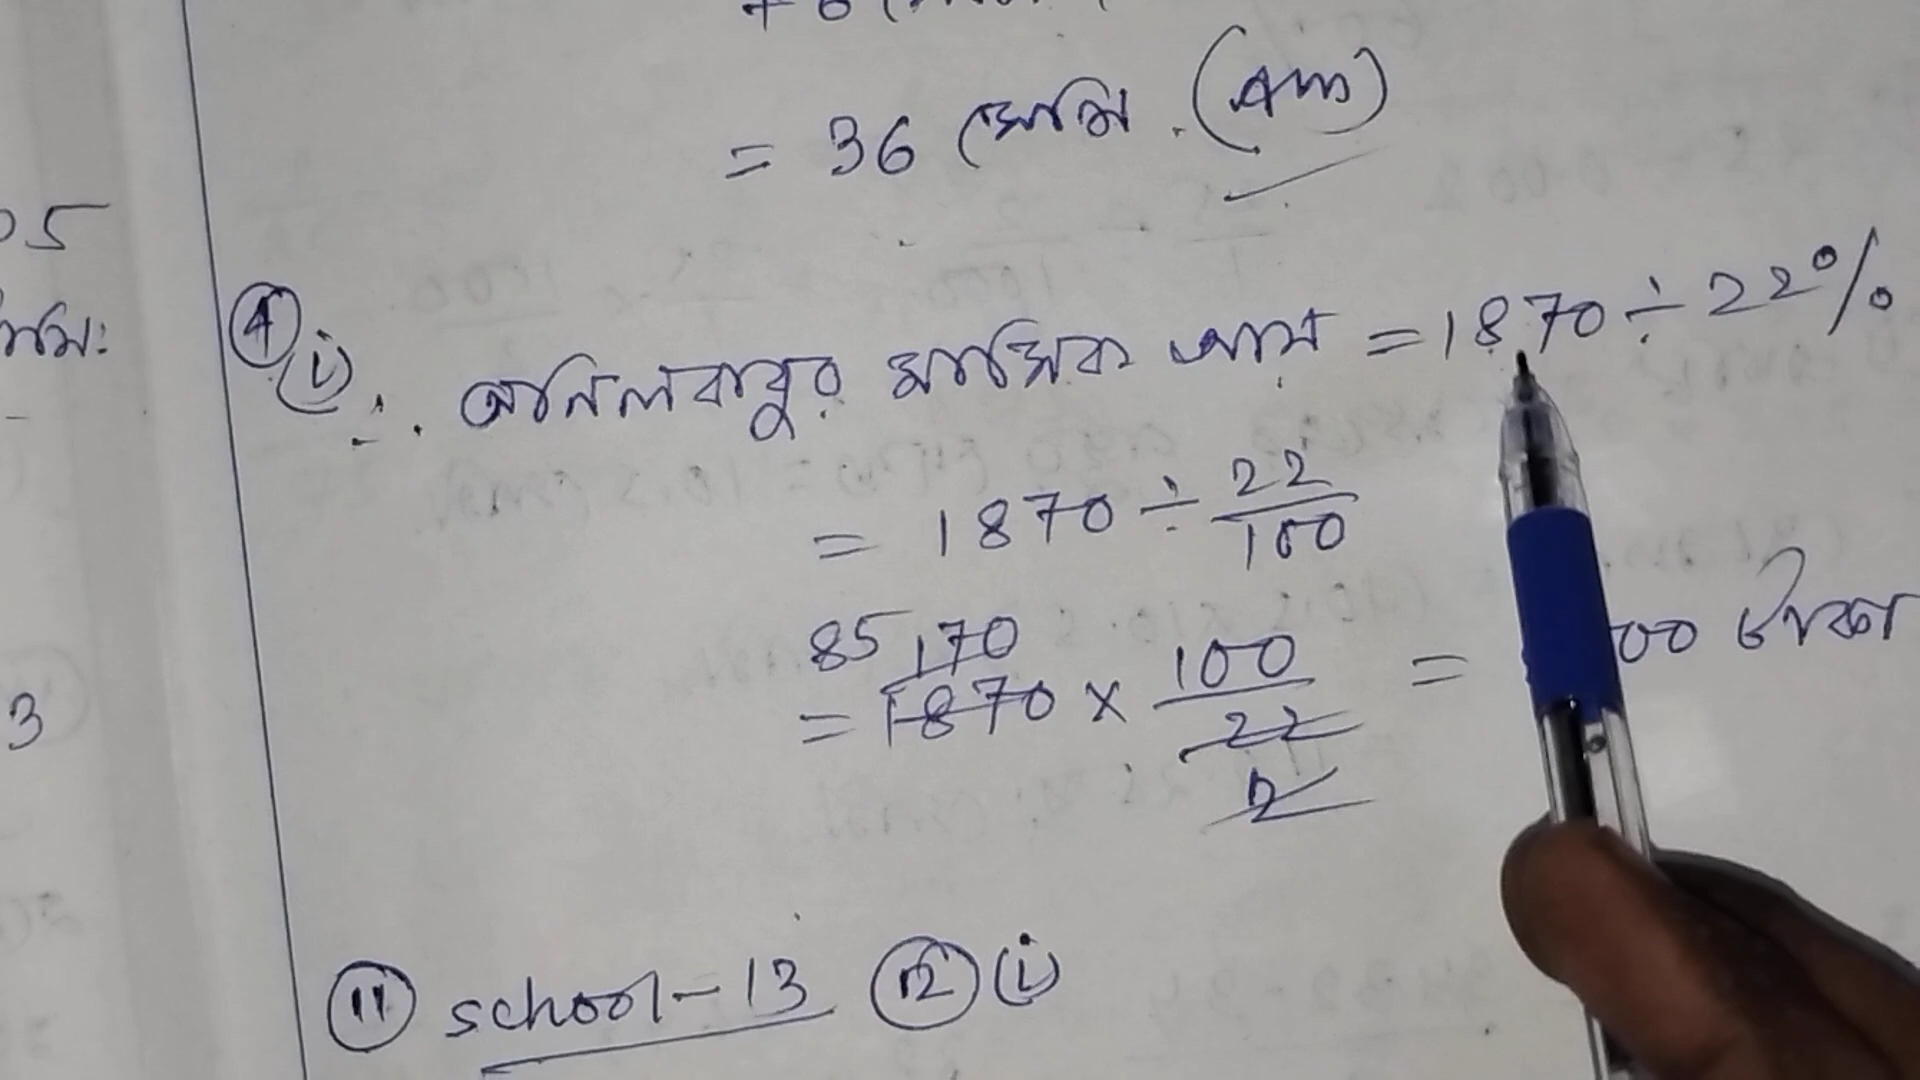 05
3
= 36 সেমি. (Ans)
4 (i) ∴ অনিলবাবুর মাসিক আয় = 1870 ÷ 22%
= 1870 ÷ 22/100
85 170
= 1870 × 100/22 = 00 টাকা
2
11 school-13 12 (i)